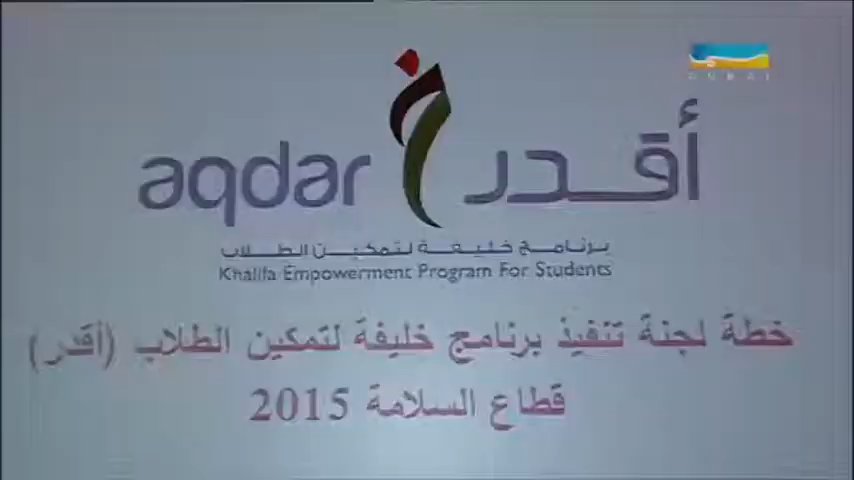 DUBAI
aqdar أقدر
برنامج خليفة لتمكين الطلاب
Khalifa Empowerment Program For Students
خطة لجنة تنفيذ برنامج خليفة لتمكين الطلاب (أقدر)
قطاع السلامة 2015